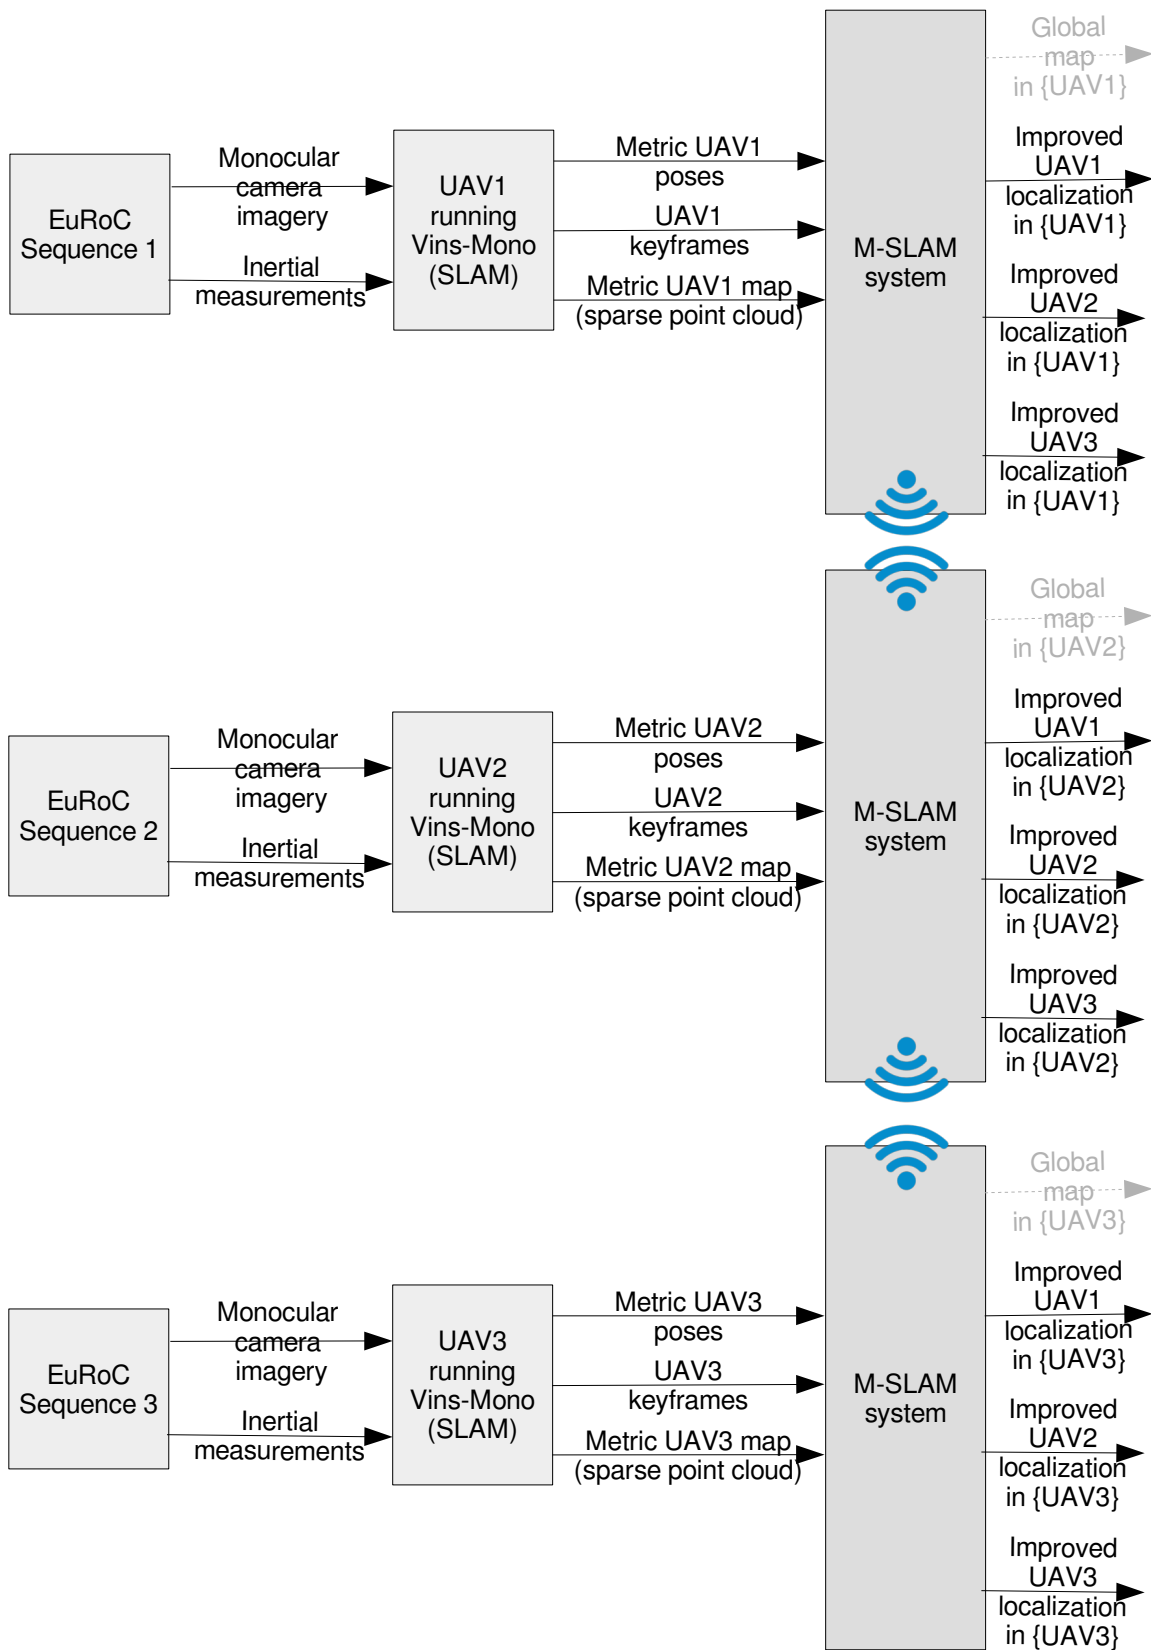 EuRoC
Sequence 1
Monocular
camera
imagery
Inertial
measurements
UAV1
running
Vins-Mono
(SLAM)
Metric UAV1
poses
UAV1
keyframes
Metric UAV1 map
(sparse point cloud)
M-SLAM
system
Global
map
in {UAV1}
Improved
UAV1
localization
in {UAV1}
Improved
UAV2
localization
in {UAV1}
Improved
UAV3
localization
in {UAV1}
EuRoC
Sequence 2
Monocular
camera
imagery
Inertial
measurements
UAV2
running
Vins-Mono
(SLAM)
Metric UAV2
poses
UAV2
keyframes
Metric UAV2 map
(sparse point cloud)
M-SLAM
system
Global
map
in {UAV2}
Improved
UAV1
localization
in {UAV2}
Improved
UAV2
localization
in {UAV2}
Improved
UAV3
localization
in {UAV2}
EuRoC
Sequence 3
Monocular
camera
imagery
Inertial
measurements
UAV3
running
Vins-Mono
(SLAM)
Metric UAV3
poses
UAV3
keyframes
Metric UAV3 map
(sparse point cloud)
M-SLAM
system
Global
map
in {UAV3}
Improved
UAV1
localization
in {UAV3}
Improved
UAV2
localization
in {UAV3}
Improved
UAV3
localization
in {UAV3}